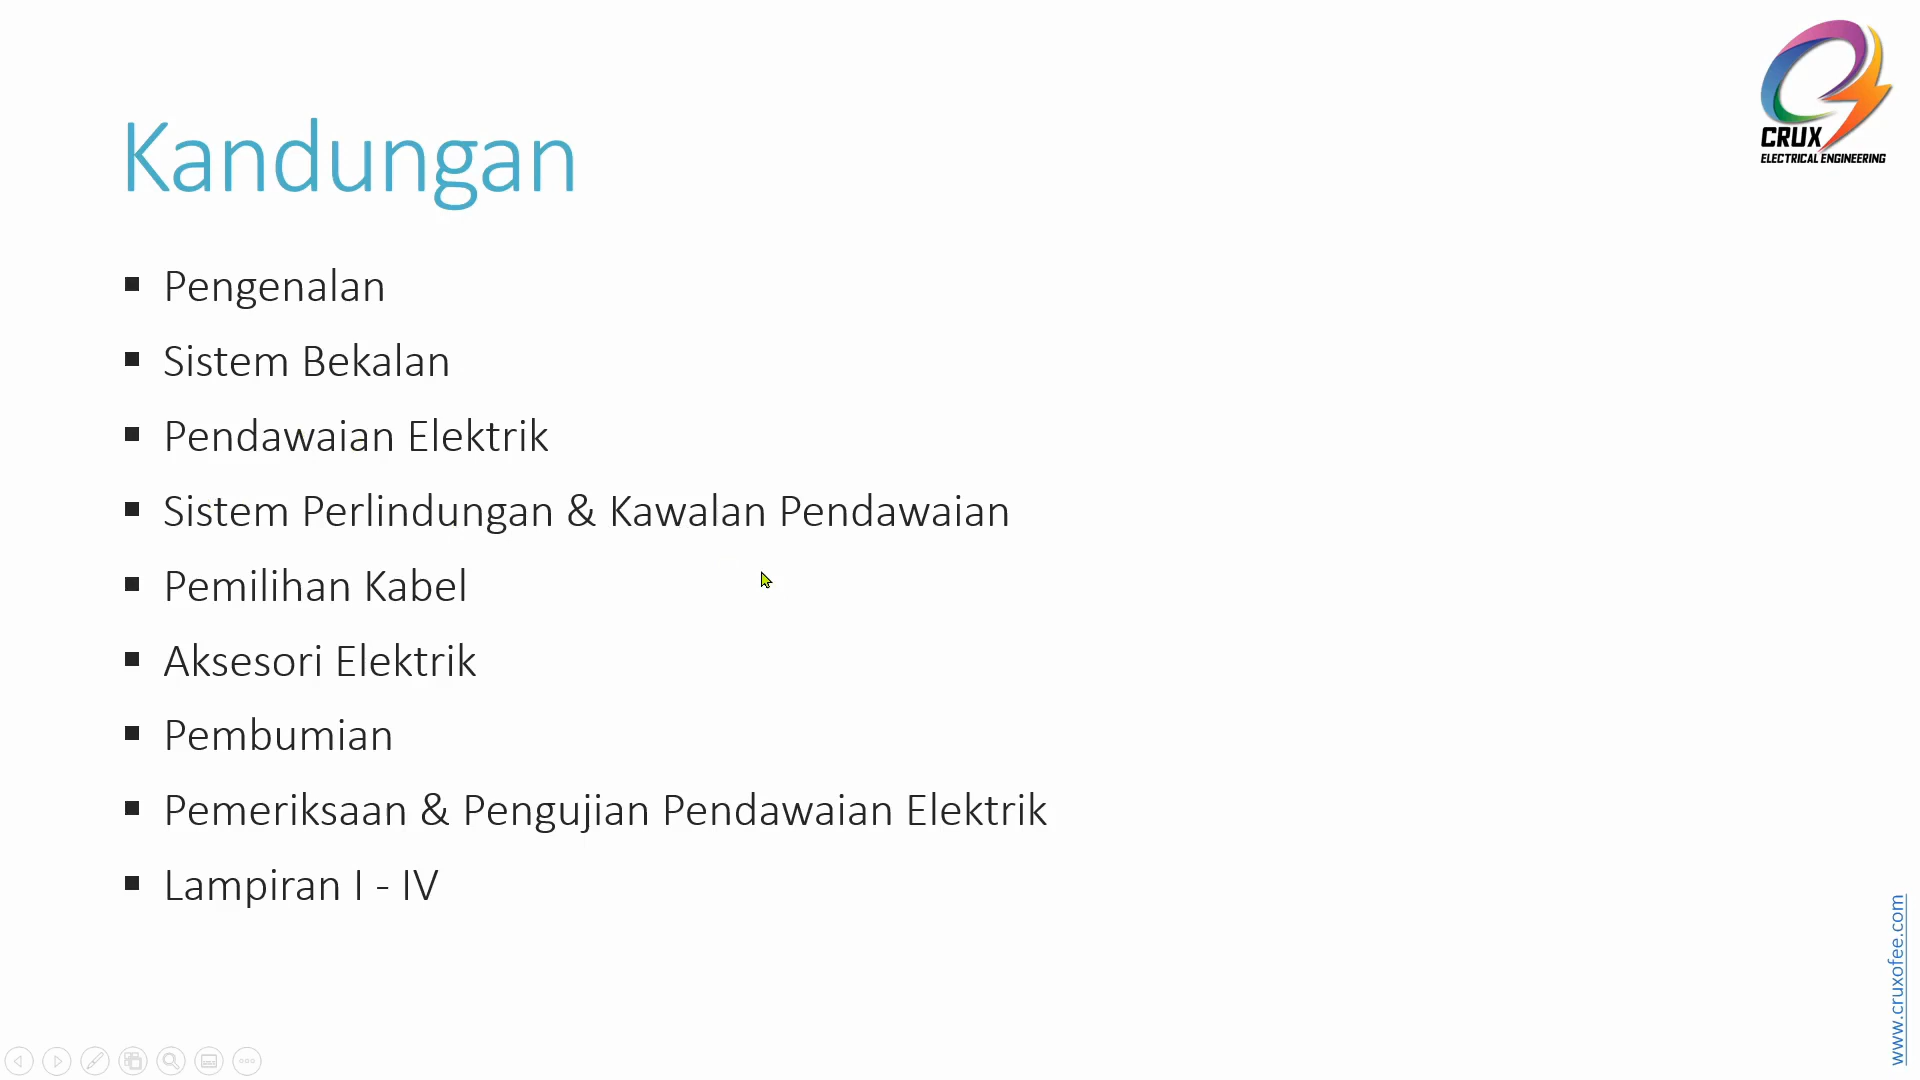 CRUX
ELECTRICAL ENGINEERING
Kandungan
▪ Pengenalan
▪ Sistem Bekalan
▪ Pendawaian Elektrik
▪ Sistem Perlindungan & Kawalan Pendawaian
▪ Pemilihan Kabel
▪ Aksesori Elektrik
▪ Pembumian
▪ Pemeriksaan & Pengujian Pendawaian Elektrik
▪ Lampiran I - IV
www.cruxofee.com